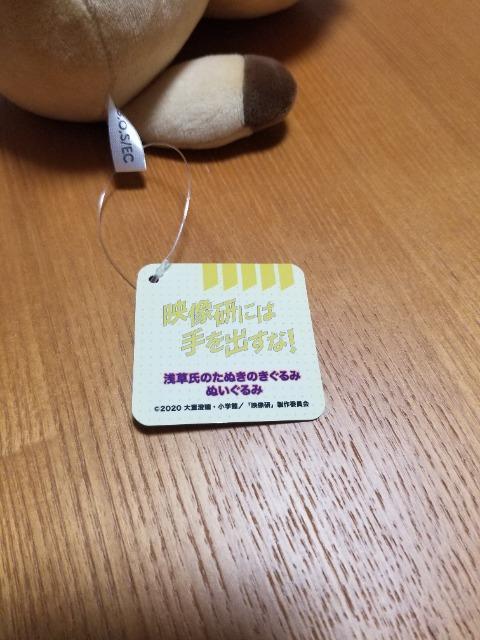 O,S/EC
映像研には
手を出すな!
浅草氏のたぬきのきぐるみ
ぬいぐるみ
©2020 大童澄瞳・小学館／「映像研」製作委員会